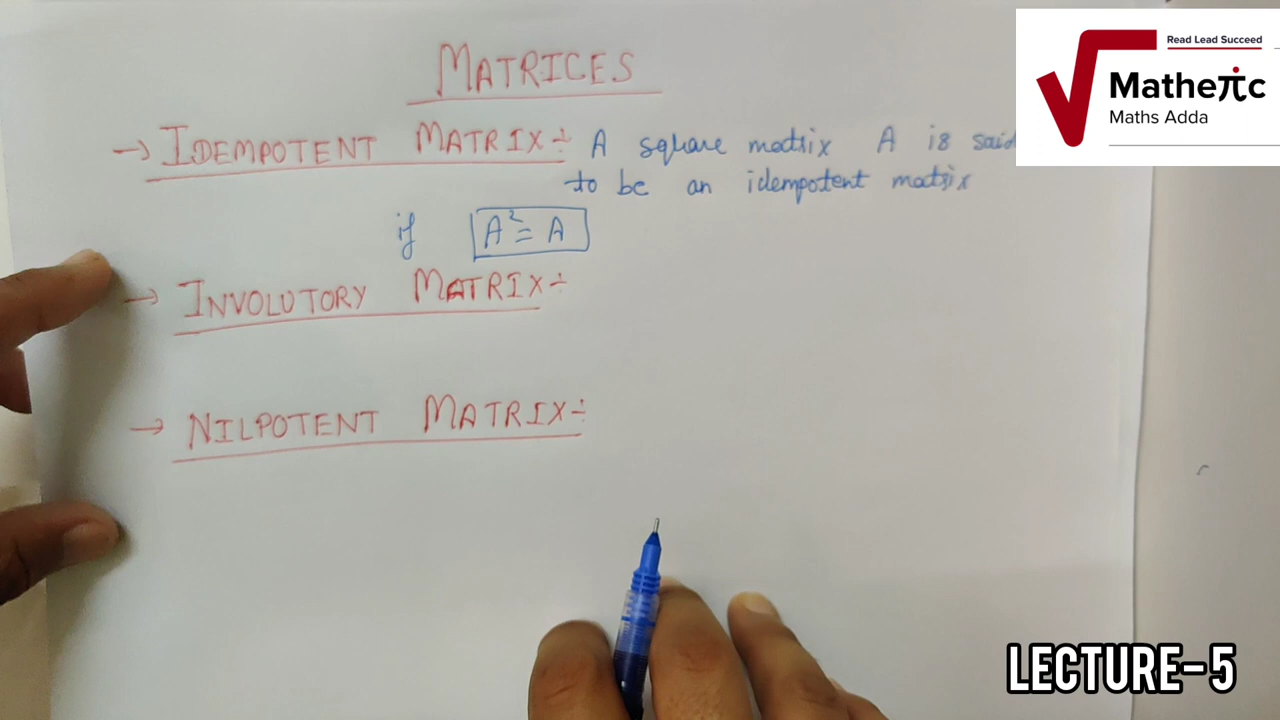 MATRICES
Read Lead Succeed
Matheπc
Maths Adda
→ IDEMPOTENT MATRIX ÷ A square matrix A is said
to be an idempotent matrix
if A² = A
→ INVOLUTORY MATRIX ÷
→ NILPOTENT MATRIX ÷
LECTURE-5